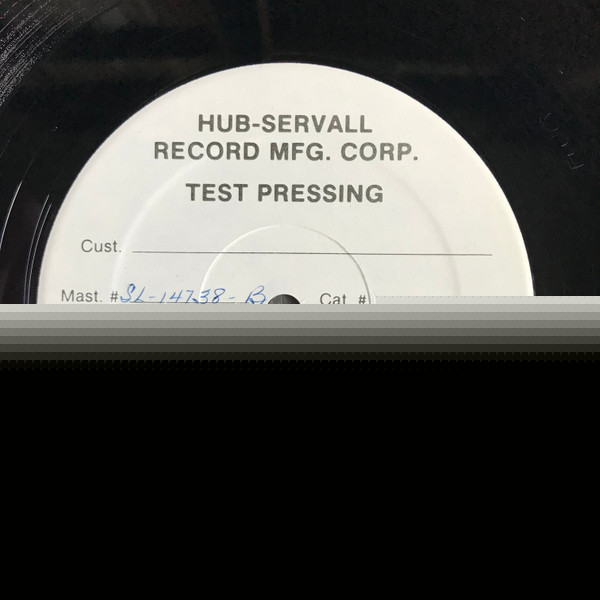 HUB-SERVALL
RECORD MFG. CORP.
TEST PRESSING
Cust.
Mast. # SL-14738-B Cat. #